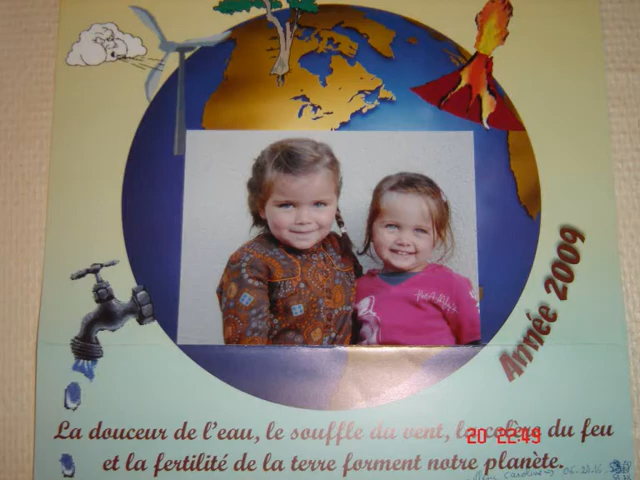 Année 2009
La douceur de l'eau, le souffle du vent, la colère du feu
et la fertilité de la terre forment notre planète.
20 22:49